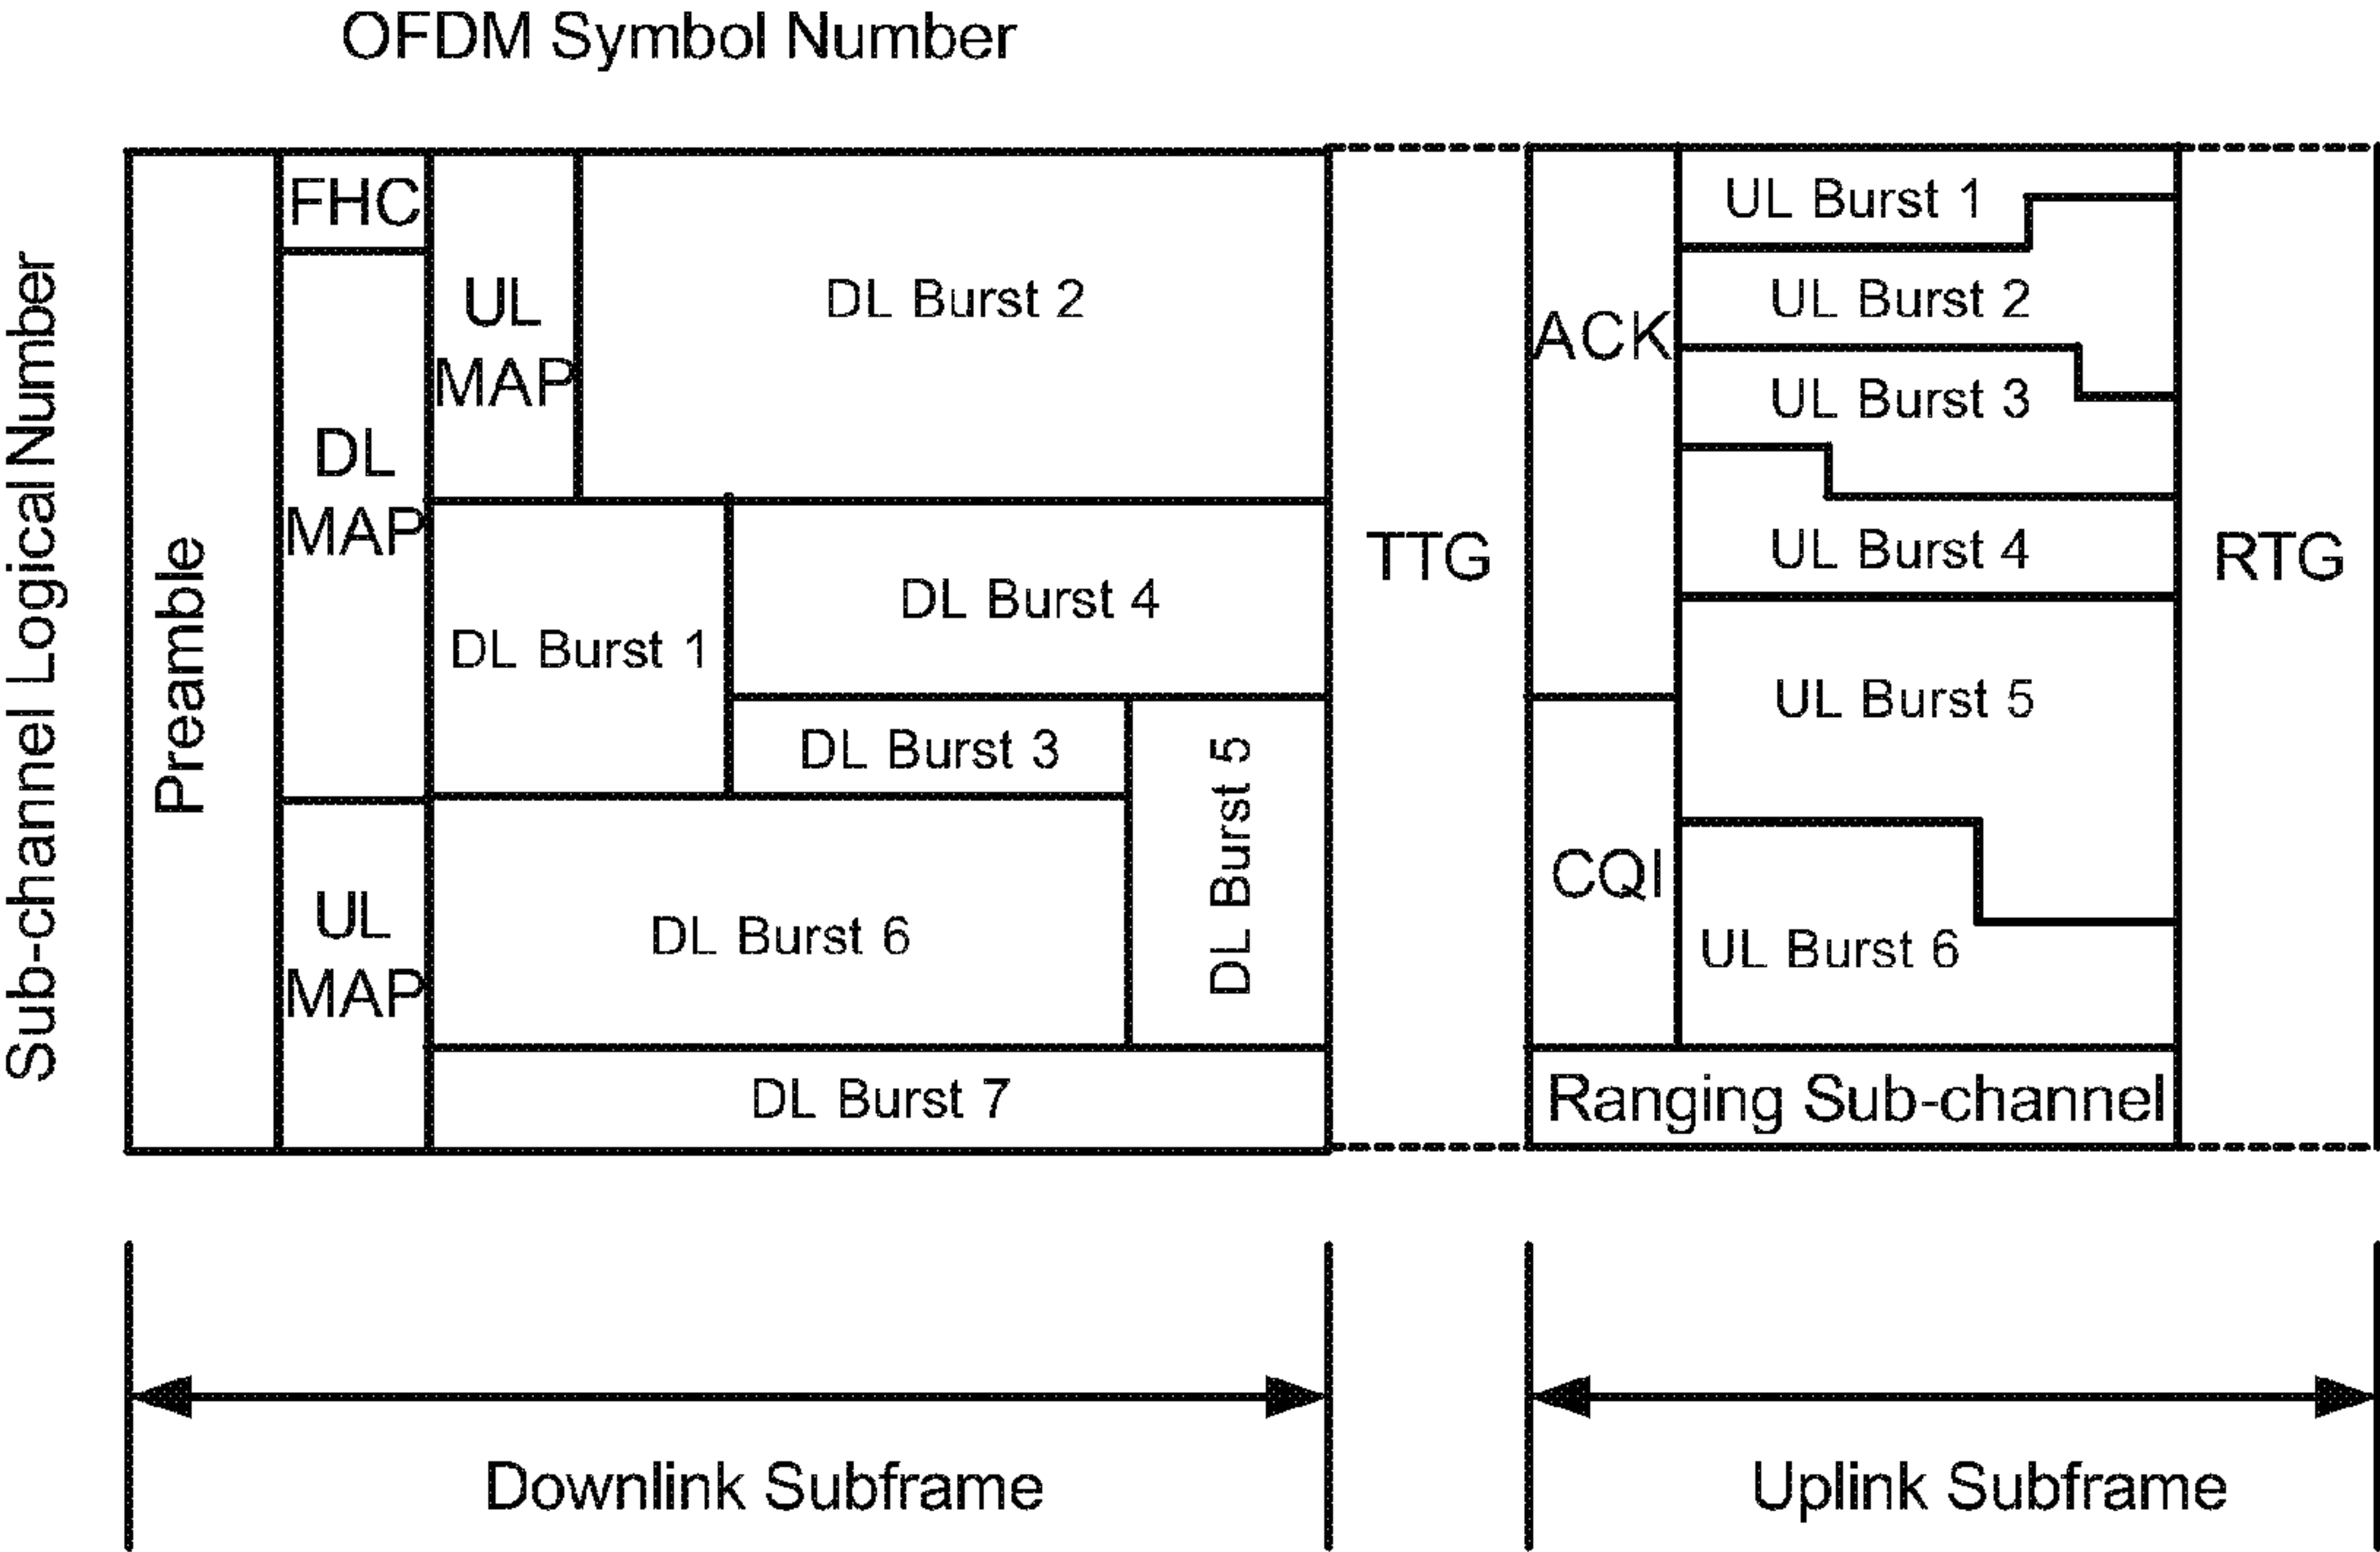 OFDM Symbol Number
Sub-channel Logical Number
Preamble
FHC
DL
MAP
UL
MAP
UL
MAP
DL Burst 2
DL Burst 1
DL Burst 4
DL Burst 3
DL Burst 5
DL Burst 6
DL Burst 7
TTG
ACK
CQI
UL Burst 1
UL Burst 2
UL Burst 3
UL Burst 4
UL Burst 5
UL Burst 6
Ranging Sub-channel
RTG
Downlink Subframe
Uplink Subframe